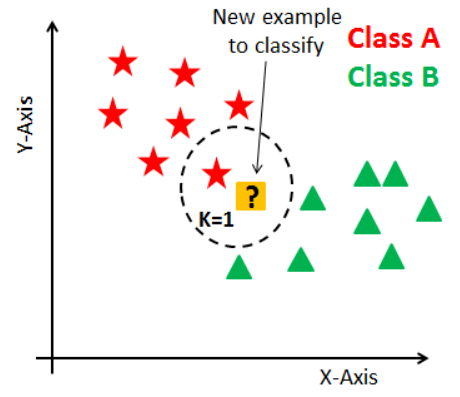 New example
to classify
Class A
Class B
Y-Axis
?
K=1
X-Axis